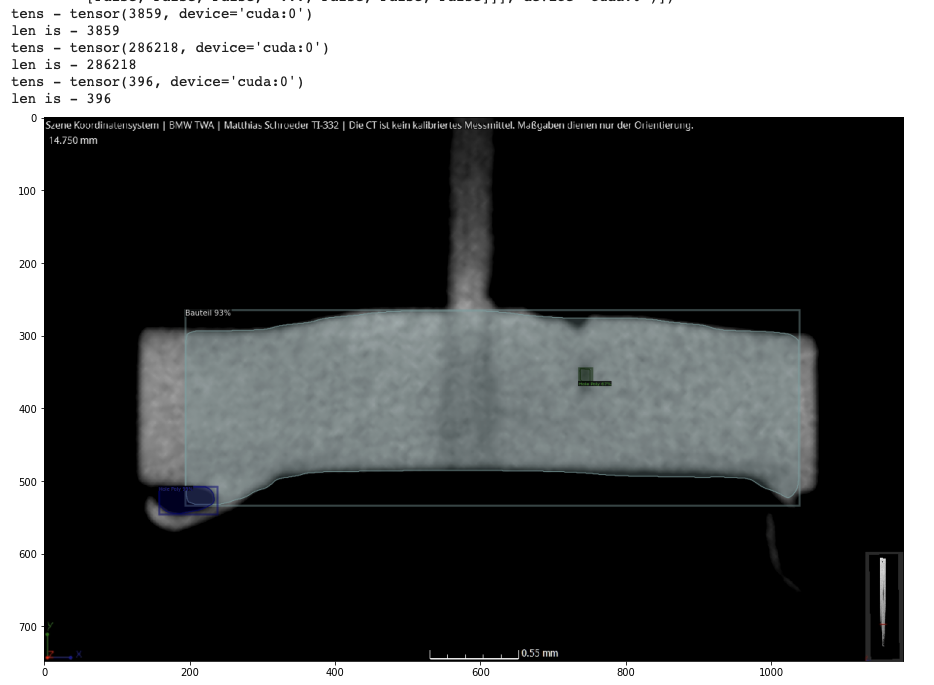 tens - tensor(3859, device='cuda:0')
len is - 3859
tens - tensor(286218, device='cuda:0')
len is - 286218
tens - tensor(396, device='cuda:0')
len is - 396
0
Szene Koordinatensystem | BMW TWA | Matthias Schroeder TI-332 | Die CT ist kein kalibriertes Messmittel. Maßgaben dienen nur der Orientierung.
14.750 mm
100
200
300
Bauteil 93%
400
500
600
700
Y
X
0.55 mm
0 200 400 600 800 1000